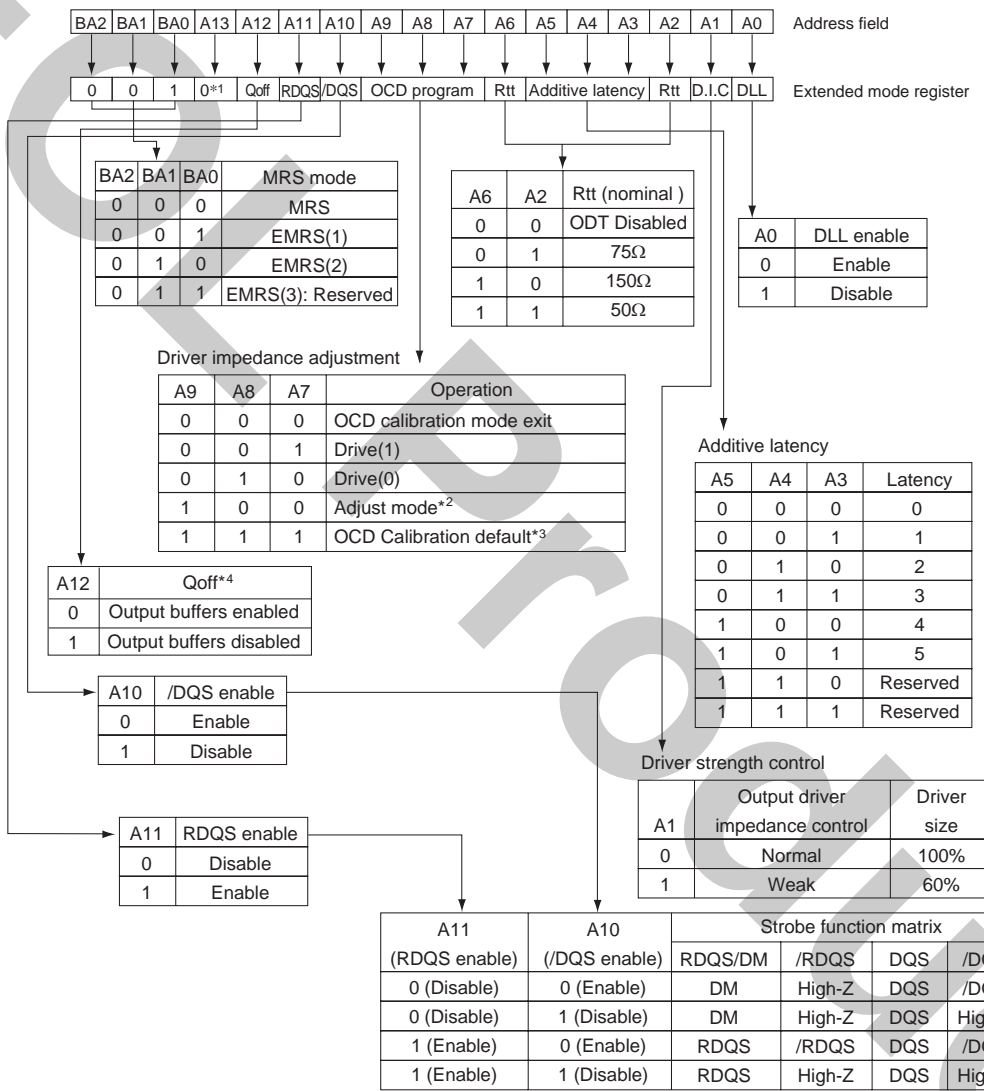 BA2 BA1 BA0 A13 A12 A11 A10 A9 A8 A7 A6 A5 A4 A3 A2 A1 A0 Address field
0 0 1 0*1 Qoff RDQS /DQS OCD program Rtt Additive latency Rtt D.I.C DLL Extended mode register
BA2 BA1 BA0 MRS mode
0 0 0 MRS
0 0 1 EMRS(1)
0 1 0 EMRS(2)
0 1 1 EMRS(3): Reserved
A6 A2 Rtt (nominal )
0 0 ODT Disabled
0 1 75Ω
1 0 150Ω
1 1 50Ω
A0 DLL enable
0 Enable
1 Disable
Driver impedance adjustment
A9 A8 A7 Operation
0 0 0 OCD calibration mode exit
0 0 1 Drive(1)
0 1 0 Drive(0)
1 0 0 Adjust mode*2
1 1 1 OCD Calibration default*3
Additive latency
A5 A4 A3 Latency
0 0 0 0
0 0 1 1
0 1 0 2
0 1 1 3
1 0 0 4
1 0 1 5
1 1 0 Reserved
1 1 1 Reserved
A12 Qoff*4
0 Output buffers enabled
1 Output buffers disabled
A10 /DQS enable
0 Enable
1 Disable
Driver strength control
Output driver Driver
A1 impedance control size
0 Normal 100%
1 Weak 60%
A11 RDQS enable
0 Disable
1 Enable
A11 A10 Strobe function matrix
(RDQS enable) (/DQS enable) RDQS/DM /RDQS DQS
0 (Disable) 0 (Enable) DM High-Z DQS
0 (Disable) 1 (Disable) DM High-Z DQS
1 (Enable) 0 (Enable) RDQS /RDQS DQS
1 (Enable) 1 (Disable) RDQS High-Z DQS